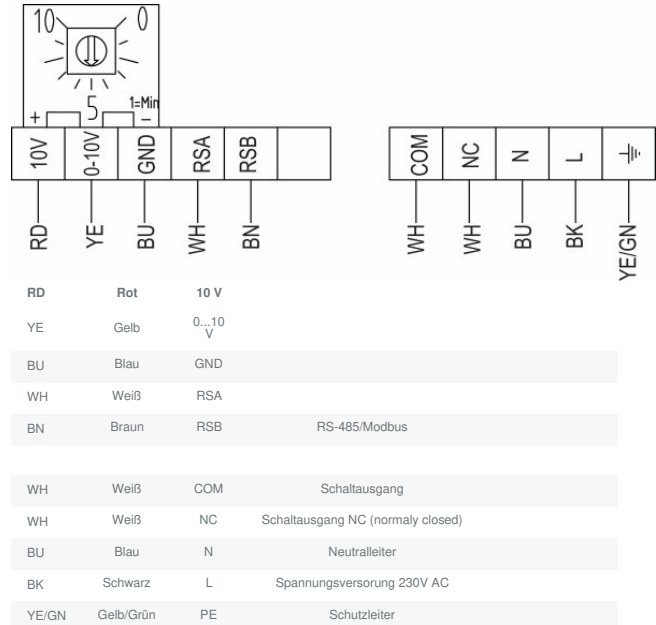 10 0
5 1=Min
+ –
10V 0-10V GND RSA RSB COM NC N L
RD YE BU WH BN WH WH BU BK YE/GN
RD Rot 10 V
YE Gelb 0...10
V
BU Blau GND
WH Weiß RSA
BN Braun RSB RS-485/Modbus
WH Weiß COM Schaltausgang
WH Weiß NC Schaltausgang NC (normaly closed)
BU Blau N Neutralleiter
BK Schwarz L Spannungsversorung 230V AC
YE/GN Gelb/Grün PE Schutzleiter